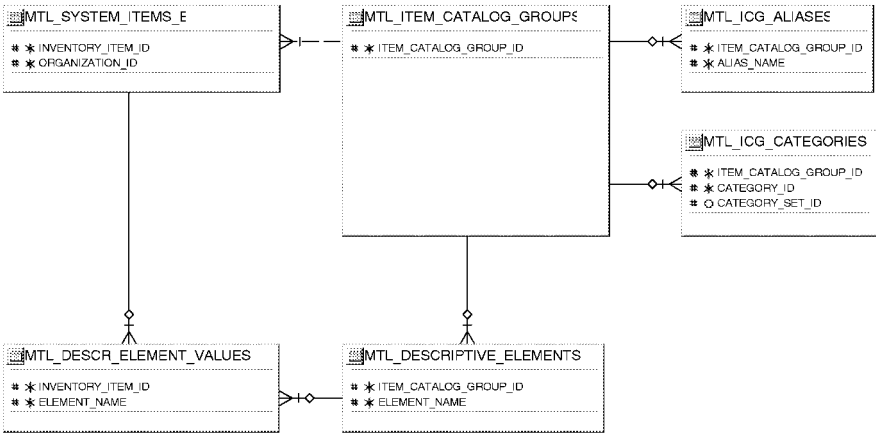 MTL_SYSTEM_ITEMS_E
# * INVENTORY_ITEM_ID
# * ORGANIZATION_ID
MTL_ITEM_CATALOG_GROUPS
# * ITEM_CATALOG_GROUP_ID
MTL_ICG_ALIASES
# * ITEM_CATALOG_GROUP_ID
# * ALIAS_NAME
MTL_ICG_CATEGORIES
# * ITEM_CATALOG_GROUP_ID
# * CATEGORY_ID
# O CATEGORY_SET_ID
MTL_DESCR_ELEMENT_VALUES
# * INVENTORY_ITEM_ID
# * ELEMENT_NAME
MTL_DESCRIPTIVE_ELEMENTS
# * ITEM_CATALOG_GROUP_ID
# * ELEMENT_NAME